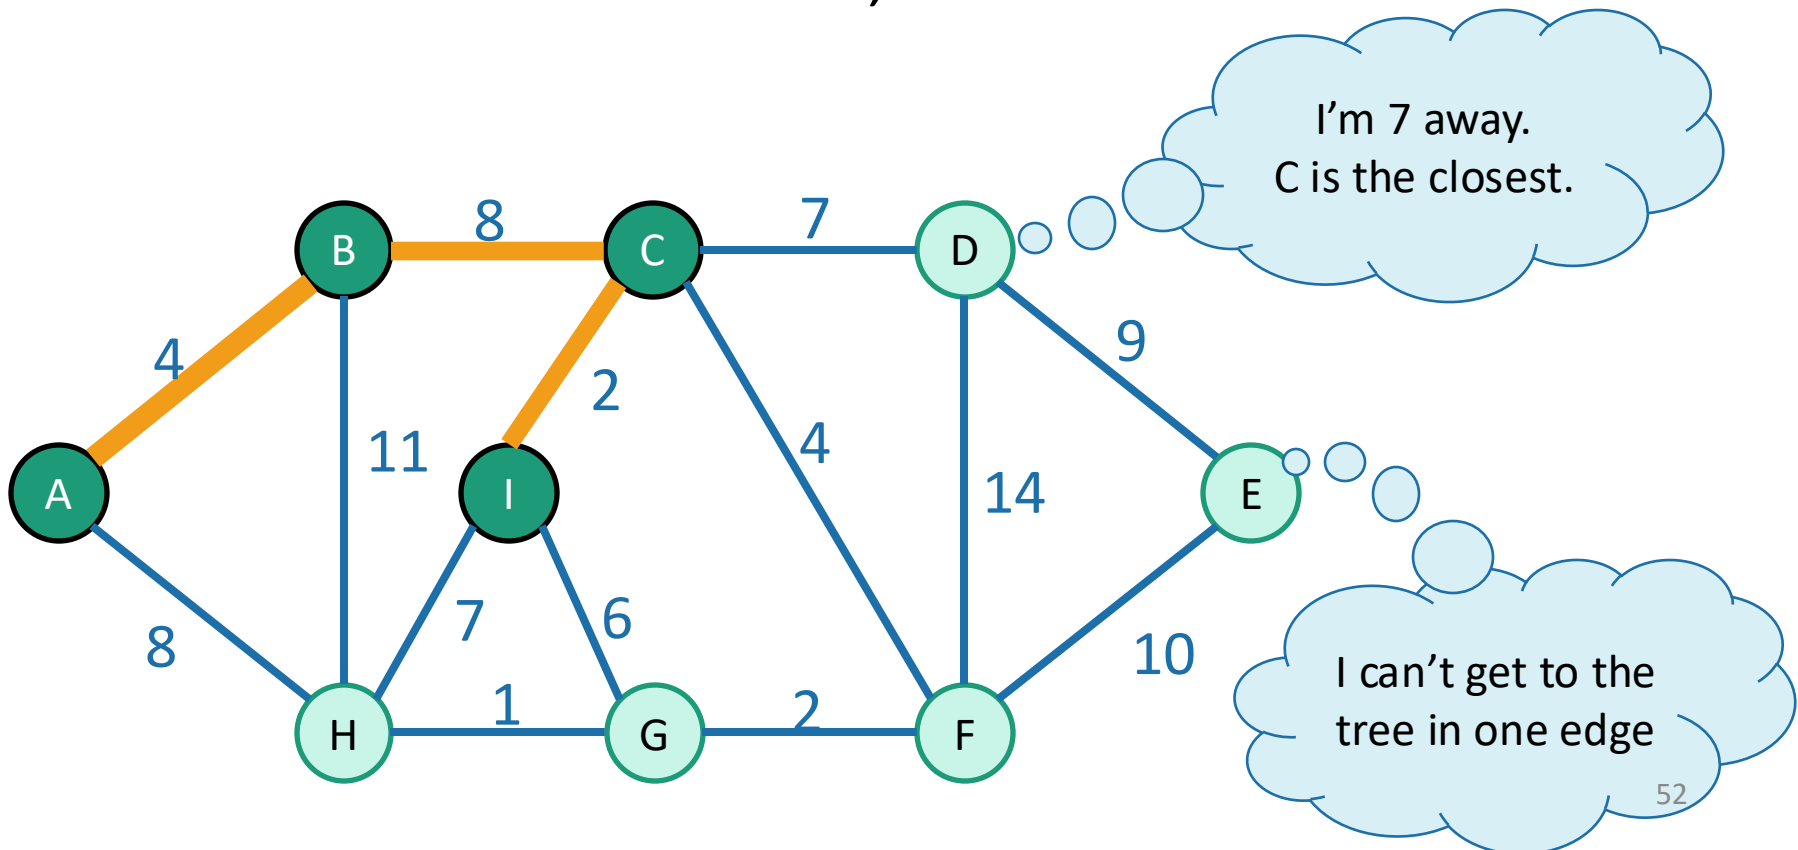 I’m 7 away.
C is the closest.
8
7
B
C
D
9
4
2
11
4
A
I
14
E
7
6
8
10
I can’t get to the
tree in one edge
1
2
H
G
F
52